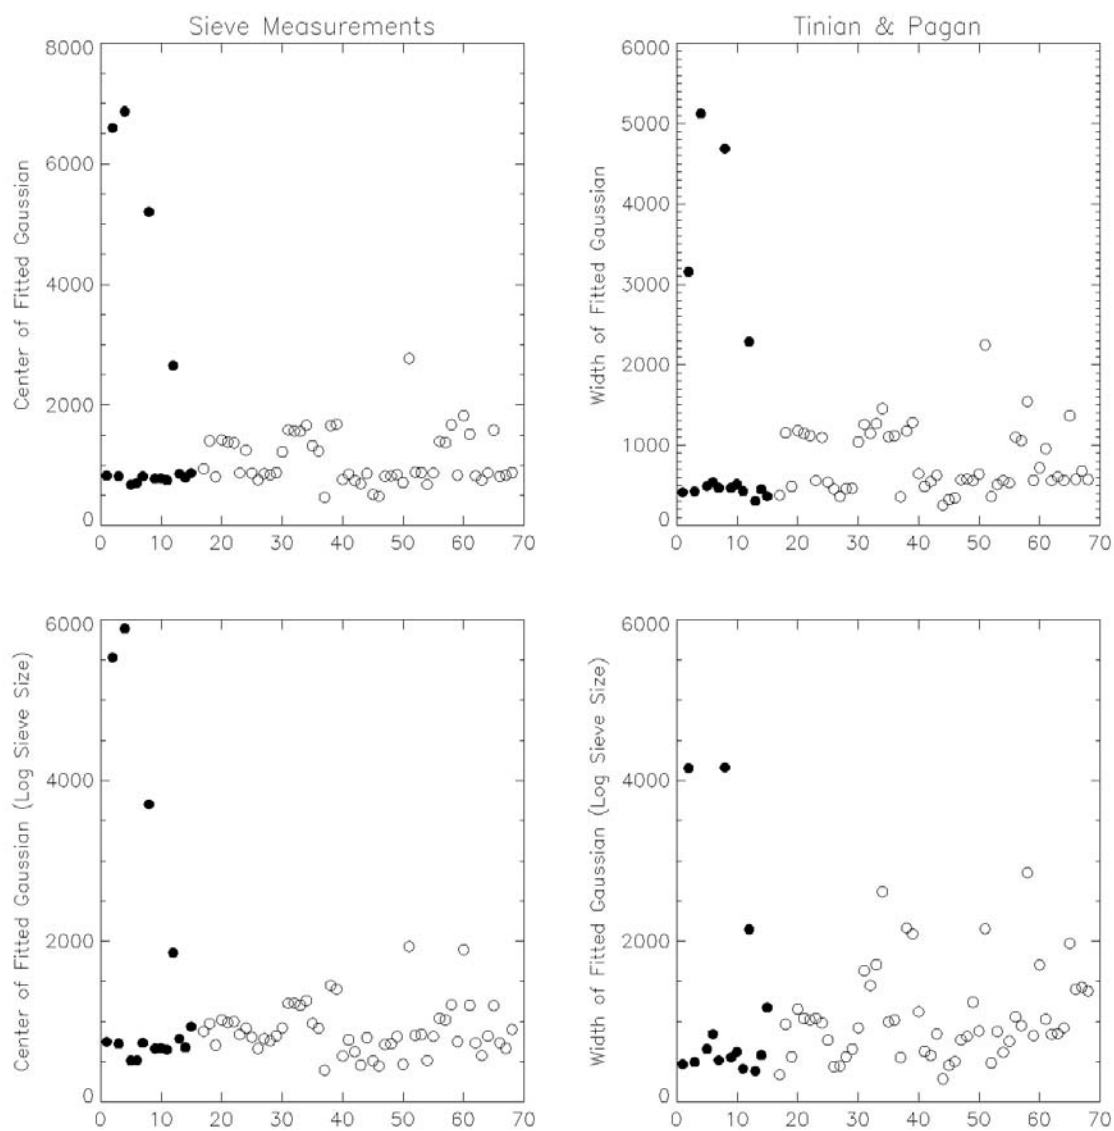 Sieve Measurements
Center of Fitted Gaussian
8000
6000
4000
2000
0
0 10 20 30 40 50 60 70
Tinian & Pagan
Width of Fitted Gaussian
6000
5000
4000
3000
2000
1000
0
0 10 20 30 40 50 60 70
Center of Fitted Gaussian (Log Sieve Size)
6000
4000
2000
0
0 10 20 30 40 50 60 70
Width of Fitted Gaussian (Log Sieve Size)
6000
4000
2000
0
0 10 20 30 40 50 60 70